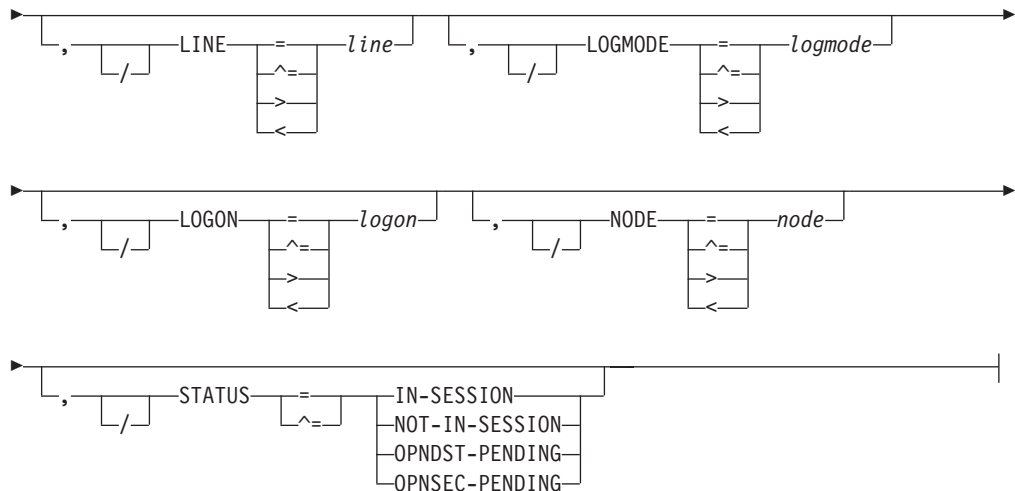 , / LINE = line , / LOGMODE = logmode
^= ^=
> >
< <
, / LOGON = logon , / NODE = node
^= ^=
> >
< <
, / STATUS = IN-SESSION
^= NOT-IN-SESSION
OPNDST-PENDING
OPNSEC-PENDING